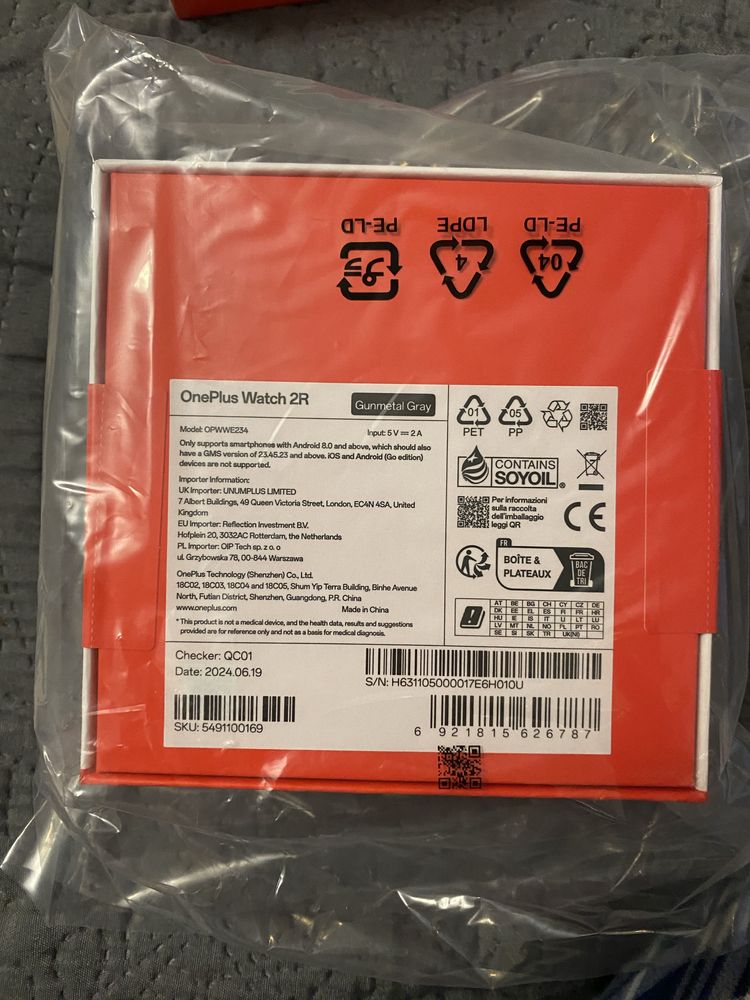 PE-LD
LDPE
PE-LD
4
04
OnePlus Watch 2R
Gunmetal Gray
Model: OPWWE234
Input: 5 V ⎓ 2 A
Only supports smartphones with Android 8.0 and above, which should also
have a GMS version of 23.45.23 and above. iOS and Android (Go edition)
devices are not supported.
Importer Information:
UK Importer: UNUMPLUS LIMITED
7 Albert Buildings, 49 Queen Victoria Street, London, EC4N 4SA, United
Kingdom
EU Importer: Reflection Investment B.V.
Hofplein 20, 3032AC Rotterdam, the Netherlands
PL Importer: OIP Tech sp. z o. o
ul. Grzybowska 78, 00-844 Warszawa
OnePlus Technology (Shenzhen) Co., Ltd.
18C02, 18C03, 18C04 and 18C05, Shum Yip Terra Building, Binhe Avenue
North, Futian District, Shenzhen, Guangdong, P.R. China
www.oneplus.com
Made in China
* This product is not a medical device, and the health data, results and suggestions
provided are for reference only and not as a basis for medical diagnosis.
01
PET
05
PP
CONTAINS
SOYOIL®
Per informazioni
sulla raccolta
dell'imballaggio
leggi QR
CE
FR
BOÎTE &
PLATEAUX
BAC
DE
TRI
AT BE BG CH CY CZ DE
DK EE EL ES FI FR HR
HU IE IS IT LI LT LU
LV MT NL NO PL PT RO
SE SI SK TR UK(NI)
Checker: QC01
Date: 2024.06.19
S/N: H631105000017E6H010U
SKU: 5491100169
6 921815 626787